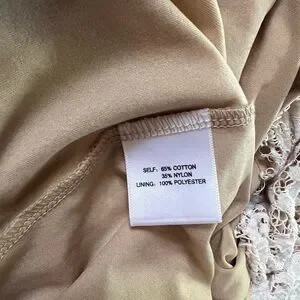 SELF: 65% COTTON
35% NYLON
LINING: 100% POLYESTER